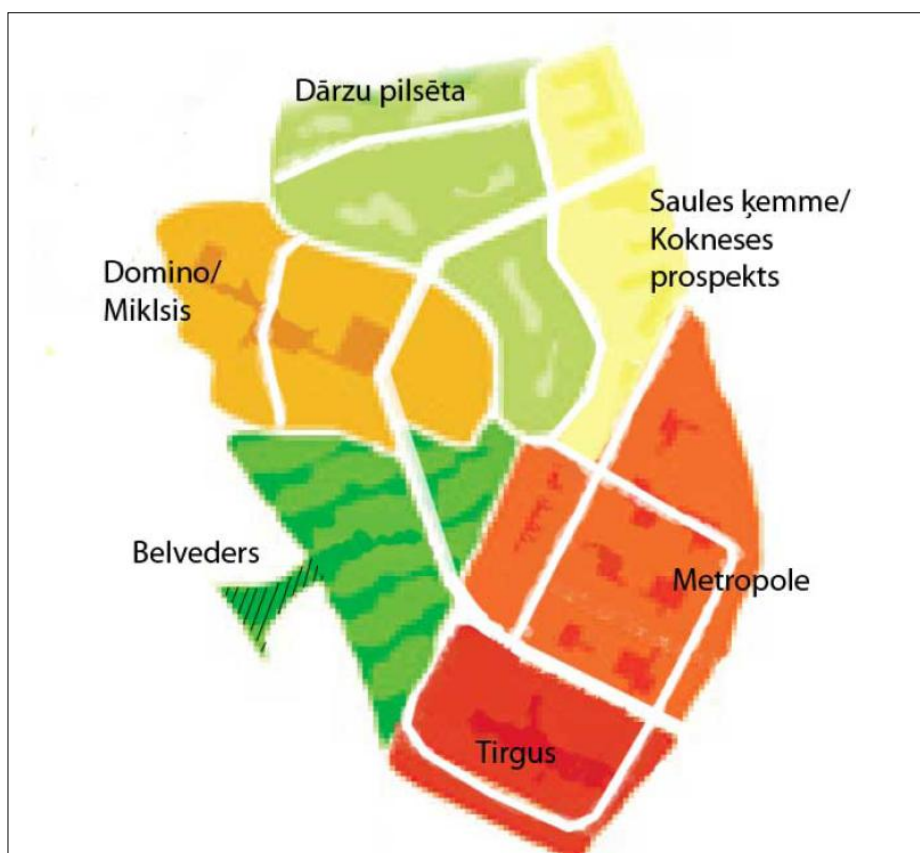 Dārzu pilsēta
Saules ķemme/
Kokneses
prospekts
Domino/
Miklsis
Belveders
Metropole
Tirgus